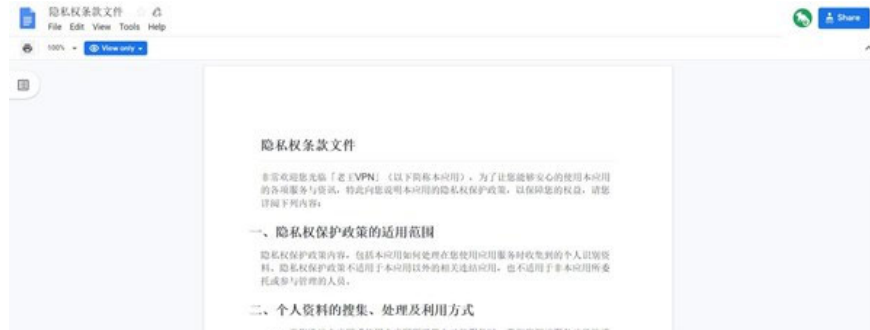 隐私权条款文件
File Edit View Tools Help
Share
100%
View only
隐私权条款文件
非常欢迎您光临「老王VPN」（以下简称本应用），为了让您能够安心的使用本应用
的各项服务与资讯，特此向您说明本应用的隐私权保护政策，以保障您的权益，请您
详阅下列内容：
一、隐私权保护政策的适用范围
隐私权保护政策内容，包括本应用如何处理在您使用应用服务时收集到的个人识别资
料。隐私权保护政策不适用于本应用以外的相关连结应用，也不适用于非本应用所委
托或参与管理的人员。
二、个人资料的搜集、处理及利用方式